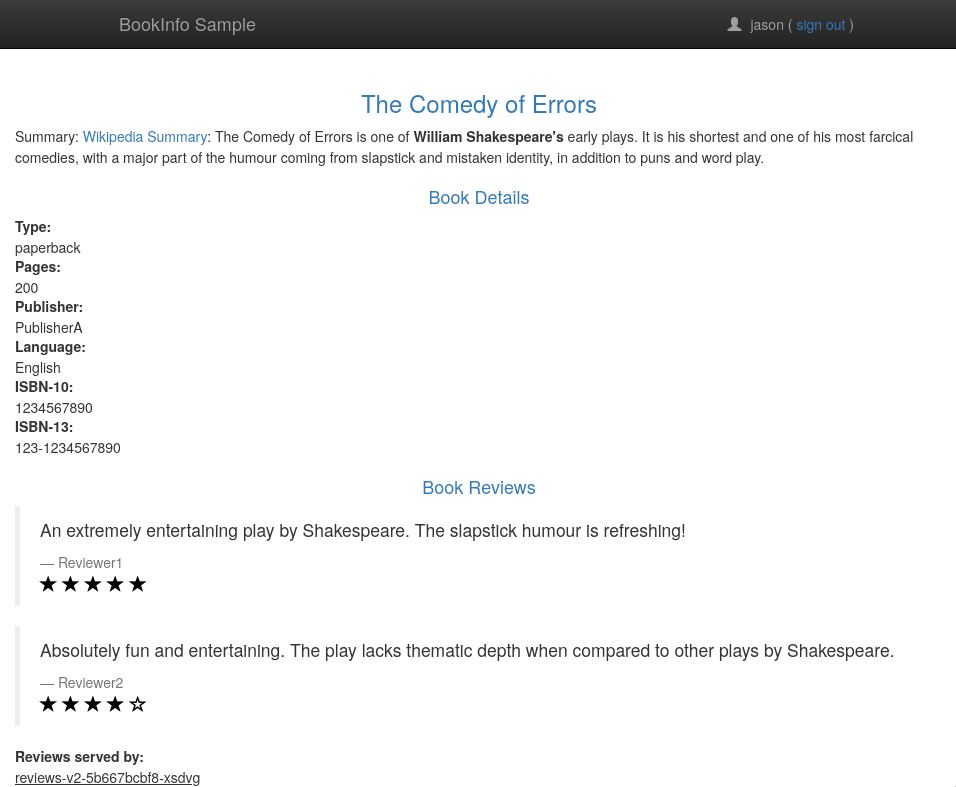 BookInfo Sample
jason ( sign out )
The Comedy of Errors
Summary: Wikipedia Summary: The Comedy of Errors is one of William Shakespeare's early plays. It is his shortest and one of his most farcical
comedies, with a major part of the humour coming from slapstick and mistaken identity, in addition to puns and word play.
Book Details
Type:
paperback
Pages:
200
Publisher:
PublisherA
Language:
English
ISBN-10:
1234567890
ISBN-13:
123-1234567890
Book Reviews
An extremely entertaining play by Shakespeare. The slapstick humour is refreshing!
— Reviewer1
★ ★ ★ ★ ★
Absolutely fun and entertaining. The play lacks thematic depth when compared to other plays by Shakespeare.
— Reviewer2
★ ★ ★ ★ ☆
Reviews served by:
reviews-v2-5b667bcbf8-xsdvg